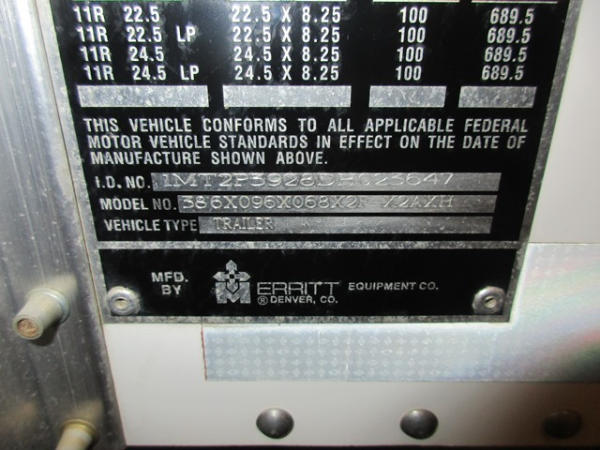 11R 22.5 22.5 X 8.25 100 689.5
11R 22.5 LP 22.5 X 8.25 100 689.5
11R 24.5 24.5 X 8.25 100 689.5
11R 24.5 LP 24.5 X 8.25 100 689.5
THIS VEHICLE CONFORMS TO ALL APPLICABLE FEDERAL
MOTOR VEHICLE STANDARDS IN EFFECT ON THE DATE OF
MANUFACTURE SHOWN ABOVE.
I.D. NO.
MODEL NO.
VEHICLE TYPE TRAILER
MFD. BY MERRITT EQUIPMENT CO.
® DENVER, CO.